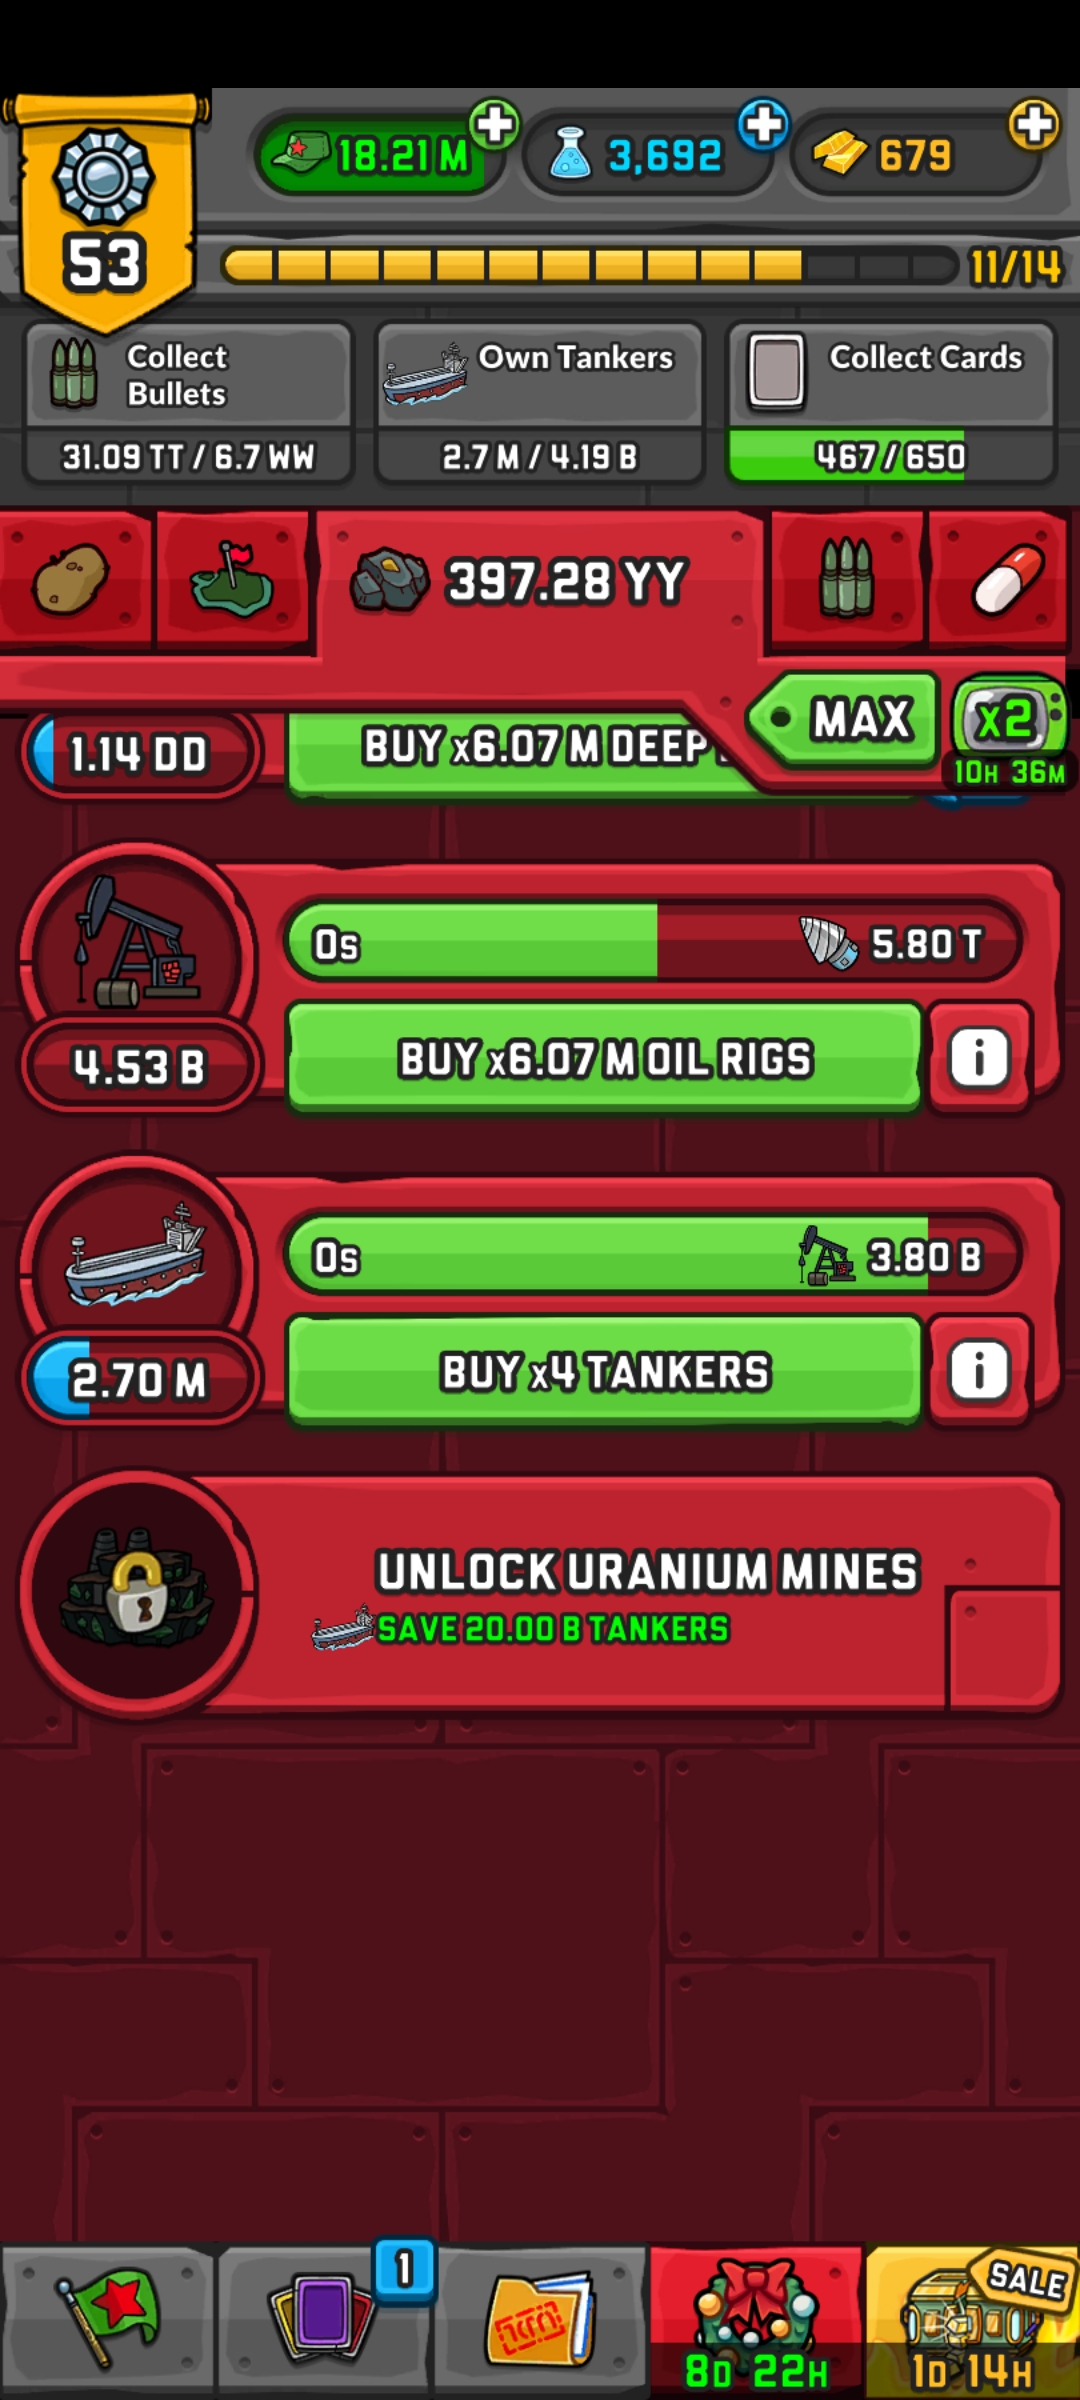 18.21 M
3,692
679
53
11/14
Collect
Bullets
31.09 TT / 6.7 WW
Own Tankers
2.7 M / 4.19 B
Collect Cards
467 / 650
397.28 YY
MAX
x2
10H 36M
1.14 DD
BUY x6.07 M DEEP
0s
5.80 T
4.53 B
BUY x6.07 M OIL RIGS
i
0s
3.80 B
2.70 M
BUY x4 TANKERS
i
UNLOCK URANIUM MINES
SAVE 20.00 B TANKERS
1
SALE
8D 22H
1D 14H